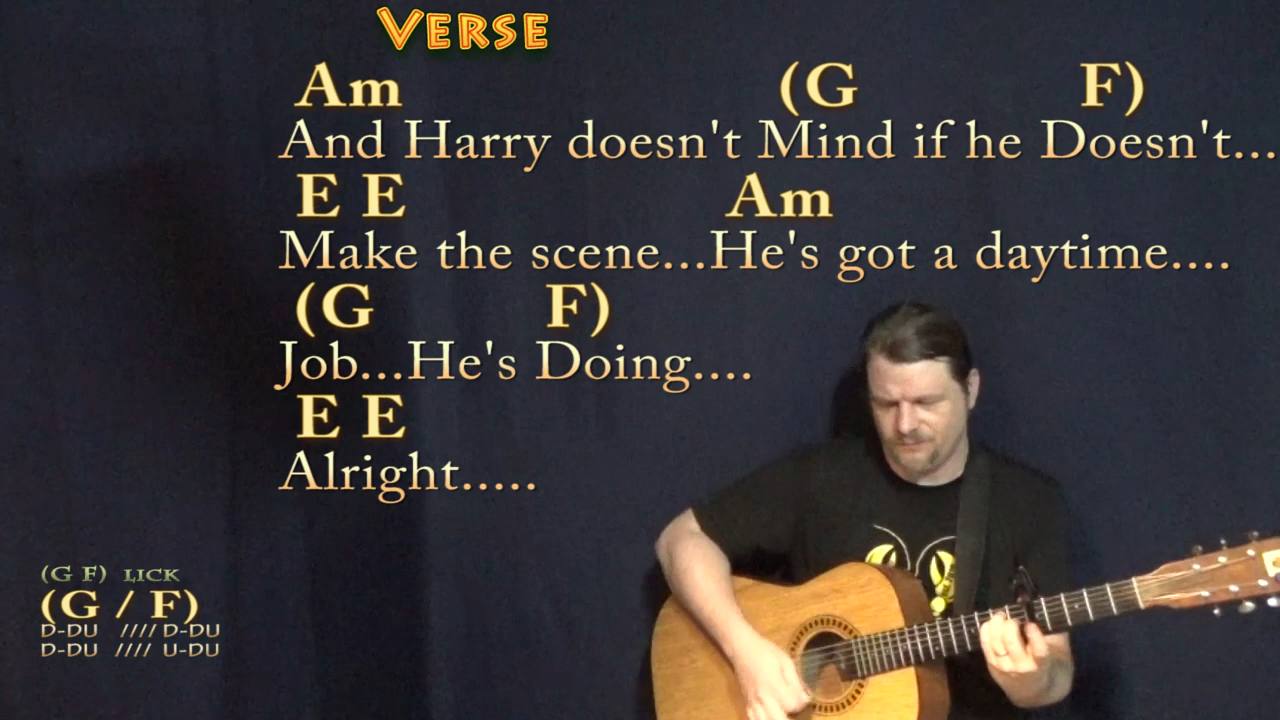 VERSE
Am (G F)
And Harry doesn't Mind if he Doesn't...
E E Am
Make the scene...He's got a daytime....
(G F)
Job...He's Doing....
E E
Alright.....
(G F) LICK
(G / F)
D-DU //// D-DU
D-DU //// U-DU